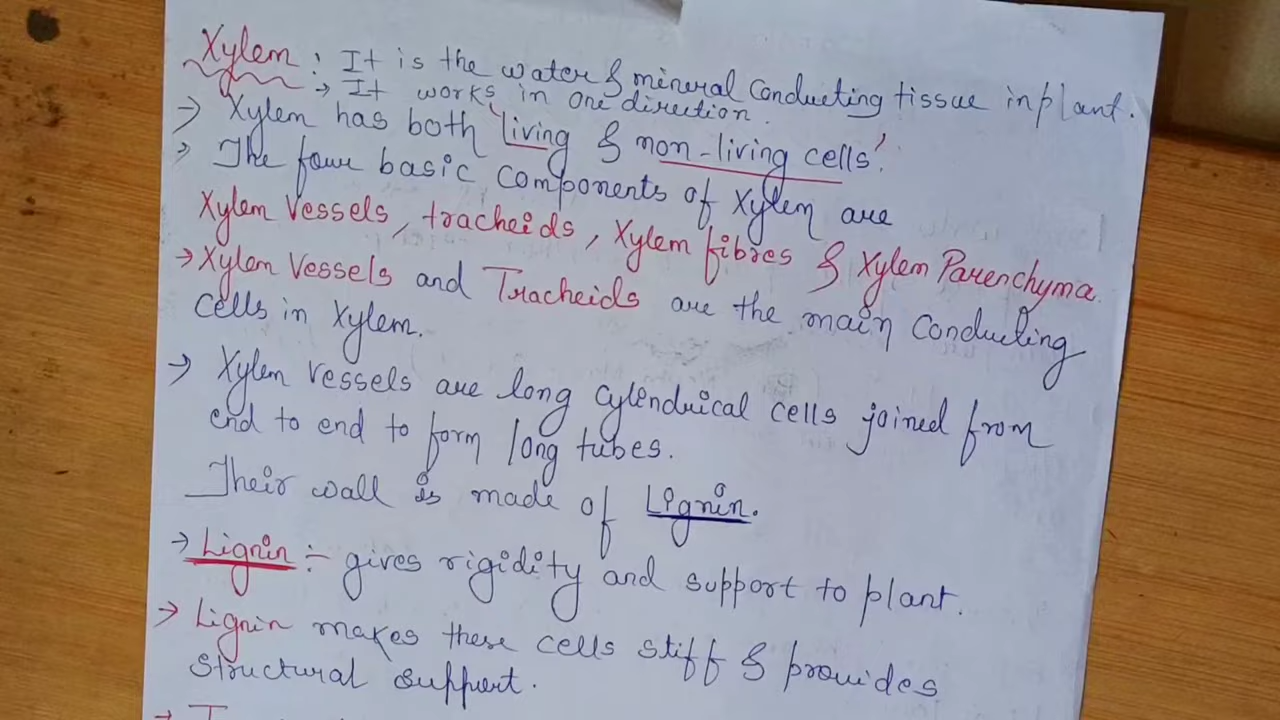 Xylem : It is the water & mineral conducting tissue in plant.
→ It works in one direction.
→ Xylem has both living & non-living cells.
→ The four basic components of Xylem are
Xylem Vessels, tracheids, Xylem fibres & Xylem Parenchyma.
→ Xylem Vessels and Tracheids are the main conducting
cells in Xylem.
→ Xylem vessels are long cylendrical cells joined from
end to end to form long tubes.
Their wall is made of Lignin.
→ Lignin :- gives rigidity and support to plant.
→ Lignin makes these cells stiff & provides
structural support.